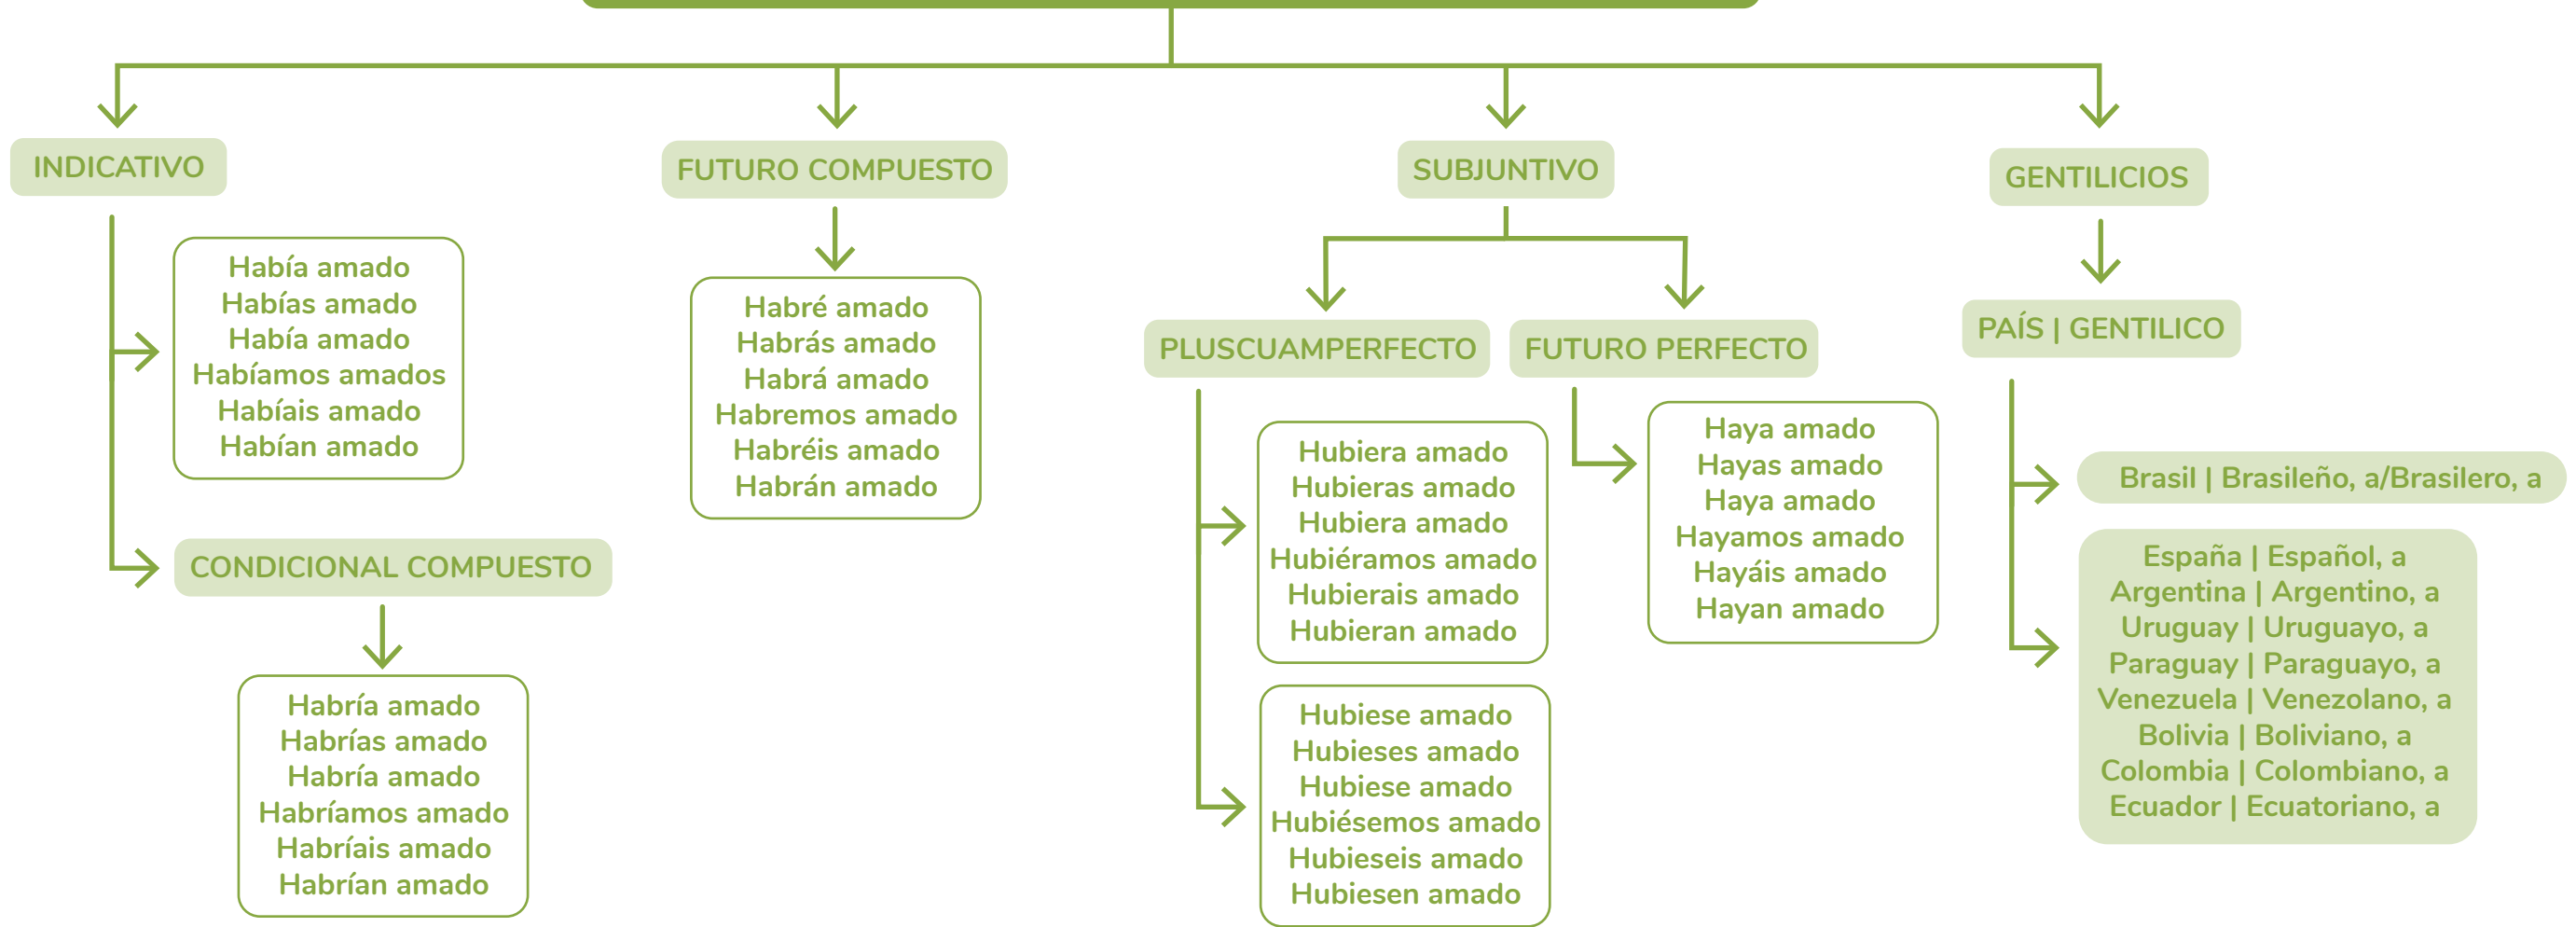 INDICATIVO
Había amado
Habías amado
Había amado
Habíamos amados
Habíais amado
Habían amado
CONDICIONAL COMPUESTO
Habría amado
Habrías amado
Habría amado
Habríamos amado
Habríais amado
Habrían amado
FUTURO COMPUESTO
Habré amado
Habrás amado
Habrá amado
Habremos amado
Habréis amado
Habrán amado
SUBJUNTIVO
PLUSCUAMPERFECTO
Hubiera amado
Hubieras amado
Hubiera amado
Hubiéramos amado
Hubierais amado
Hubieran amado
Hubiese amado
Hubieses amado
Hubiese amado
Hubiésemos amado
Hubieseis amado
Hubiesen amado
FUTURO PERFECTO
Haya amado
Hayas amado
Haya amado
Hayamos amado
Hayáis amado
Hayan amado
GENTILICIOS
PAÍS | GENTILICO
Brasil | Brasileño, a/Brasilero, a
España | Español, a
Argentina | Argentino, a
Uruguay | Uruguayo, a
Paraguay | Paraguayo, a
Venezuela | Venezolano, a
Bolivia | Boliviano, a
Colombia | Colombiano, a
Ecuador | Ecuatoriano, a